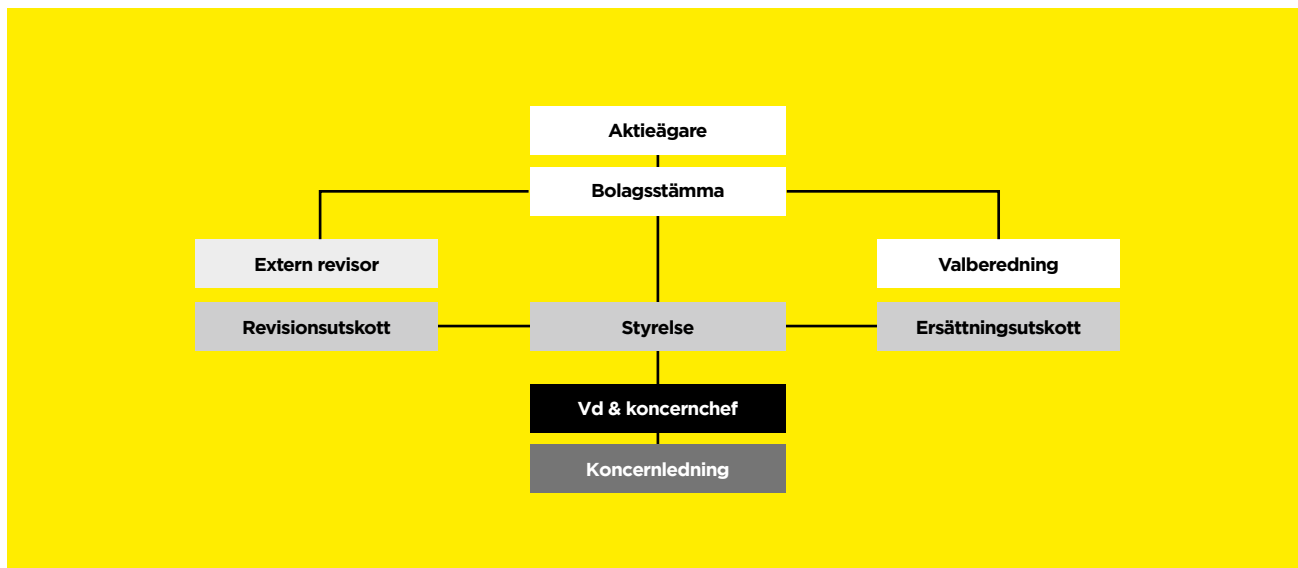 Aktieägare
Bolagsstämma
Extern revisor
Valberedning
Revisionsutskott
Styrelse
Ersättningsutskott
Vd & koncernchef
Koncernledning